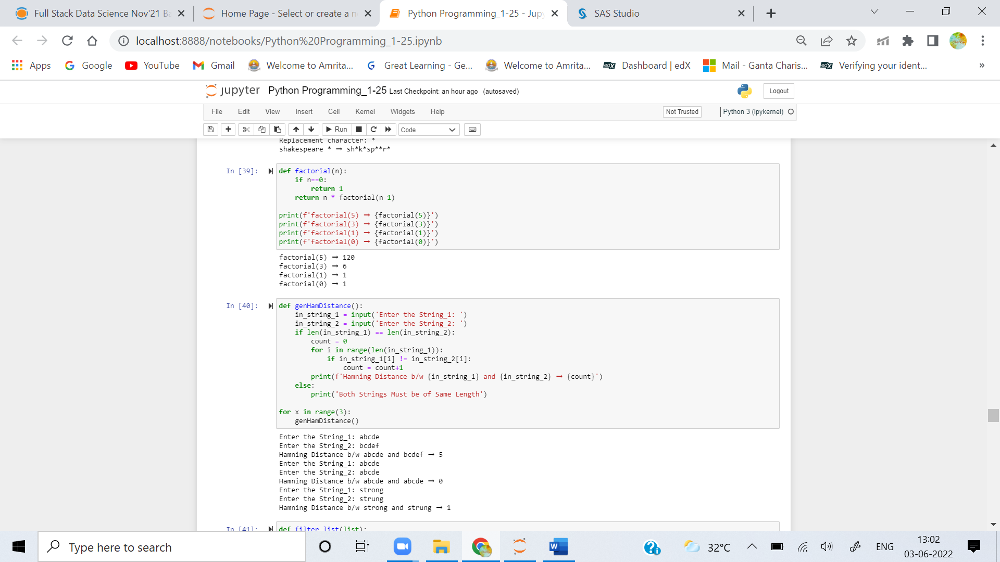 Full Stack Data Science Nov'21 Ba
Home Page - Select or create a n
Python Programming_1-25 - Jupy
SAS Studio
localhost:8888/notebooks/Python%20Programming_1-25.ipynb
Apps
Google
YouTube
Gmail
Welcome to Amrita...
Great Learning - Ge...
Welcome to Amrita...
Dashboard | edX
Mail - Ganta Charis...
Verifying your ident...
»
jupyter Python Programming_1-25 Last Checkpoint: an hour ago (autosaved)
Logout
File Edit View Insert Cell Kernel Widgets Help
Not Trusted
Python 3 (ipykernel)
Run
Code
Replacement character: *
shakespeare * → sh*k*sp**r*
In [39]:
def factorial(n):
    if n==0:
        return 1
    return n * factorial(n-1)
print(f'factorial(5) → {factorial(5)}')
print(f'factorial(3) → {factorial(3)}')
print(f'factorial(1) → {factorial(1)}')
print(f'factorial(0) → {factorial(0)}')
factorial(5) → 120
factorial(3) → 6
factorial(1) → 1
factorial(0) → 1
In [40]:
def genHamDistance():
    in_string_1 = input('Enter the String_1: ')
    in_string_2 = input('Enter the String_2: ')
    if len(in_string_1) == len(in_string_2):
        count = 0
        for i in range(len(in_string_1)):
            if in_string_1[i] != in_string_2[i]:
                count = count+1
        print(f'Hamning Distance b/w {in_string_1} and {in_string_2} → {count}')
    else:
        print('Both Strings Must be of Same Length')
for x in range(3):
    genHamDistance()
Enter the String_1: abcde
Enter the String_2: bcdef
Hamning Distance b/w abcde and bcdef → 5
Enter the String_1: abcde
Enter the String_2: abcde
Hamning Distance b/w abcde and abcde → 0
Enter the String_1: strong
Enter the String_2: strung
Hamning Distance b/w strong and strung → 1
In [41]:
def filter_list(list):
Type here to search
32°C
ENG
13:02
03-06-2022